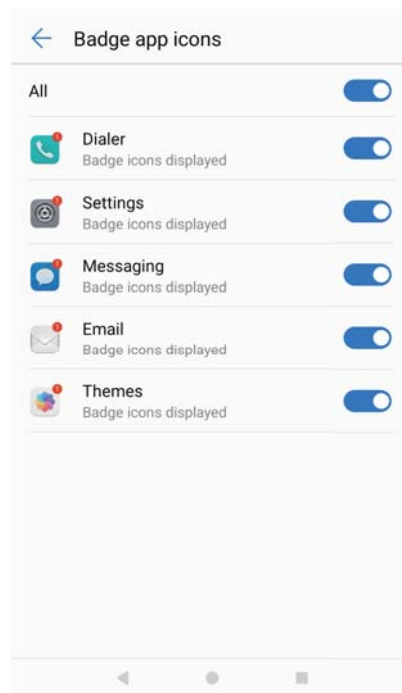 Badge app icons
All
Dialer
Badge icons displayed
Settings
Badge icons displayed
Messaging
Badge icons displayed
Email
Badge icons displayed
Themes
Badge icons displayed